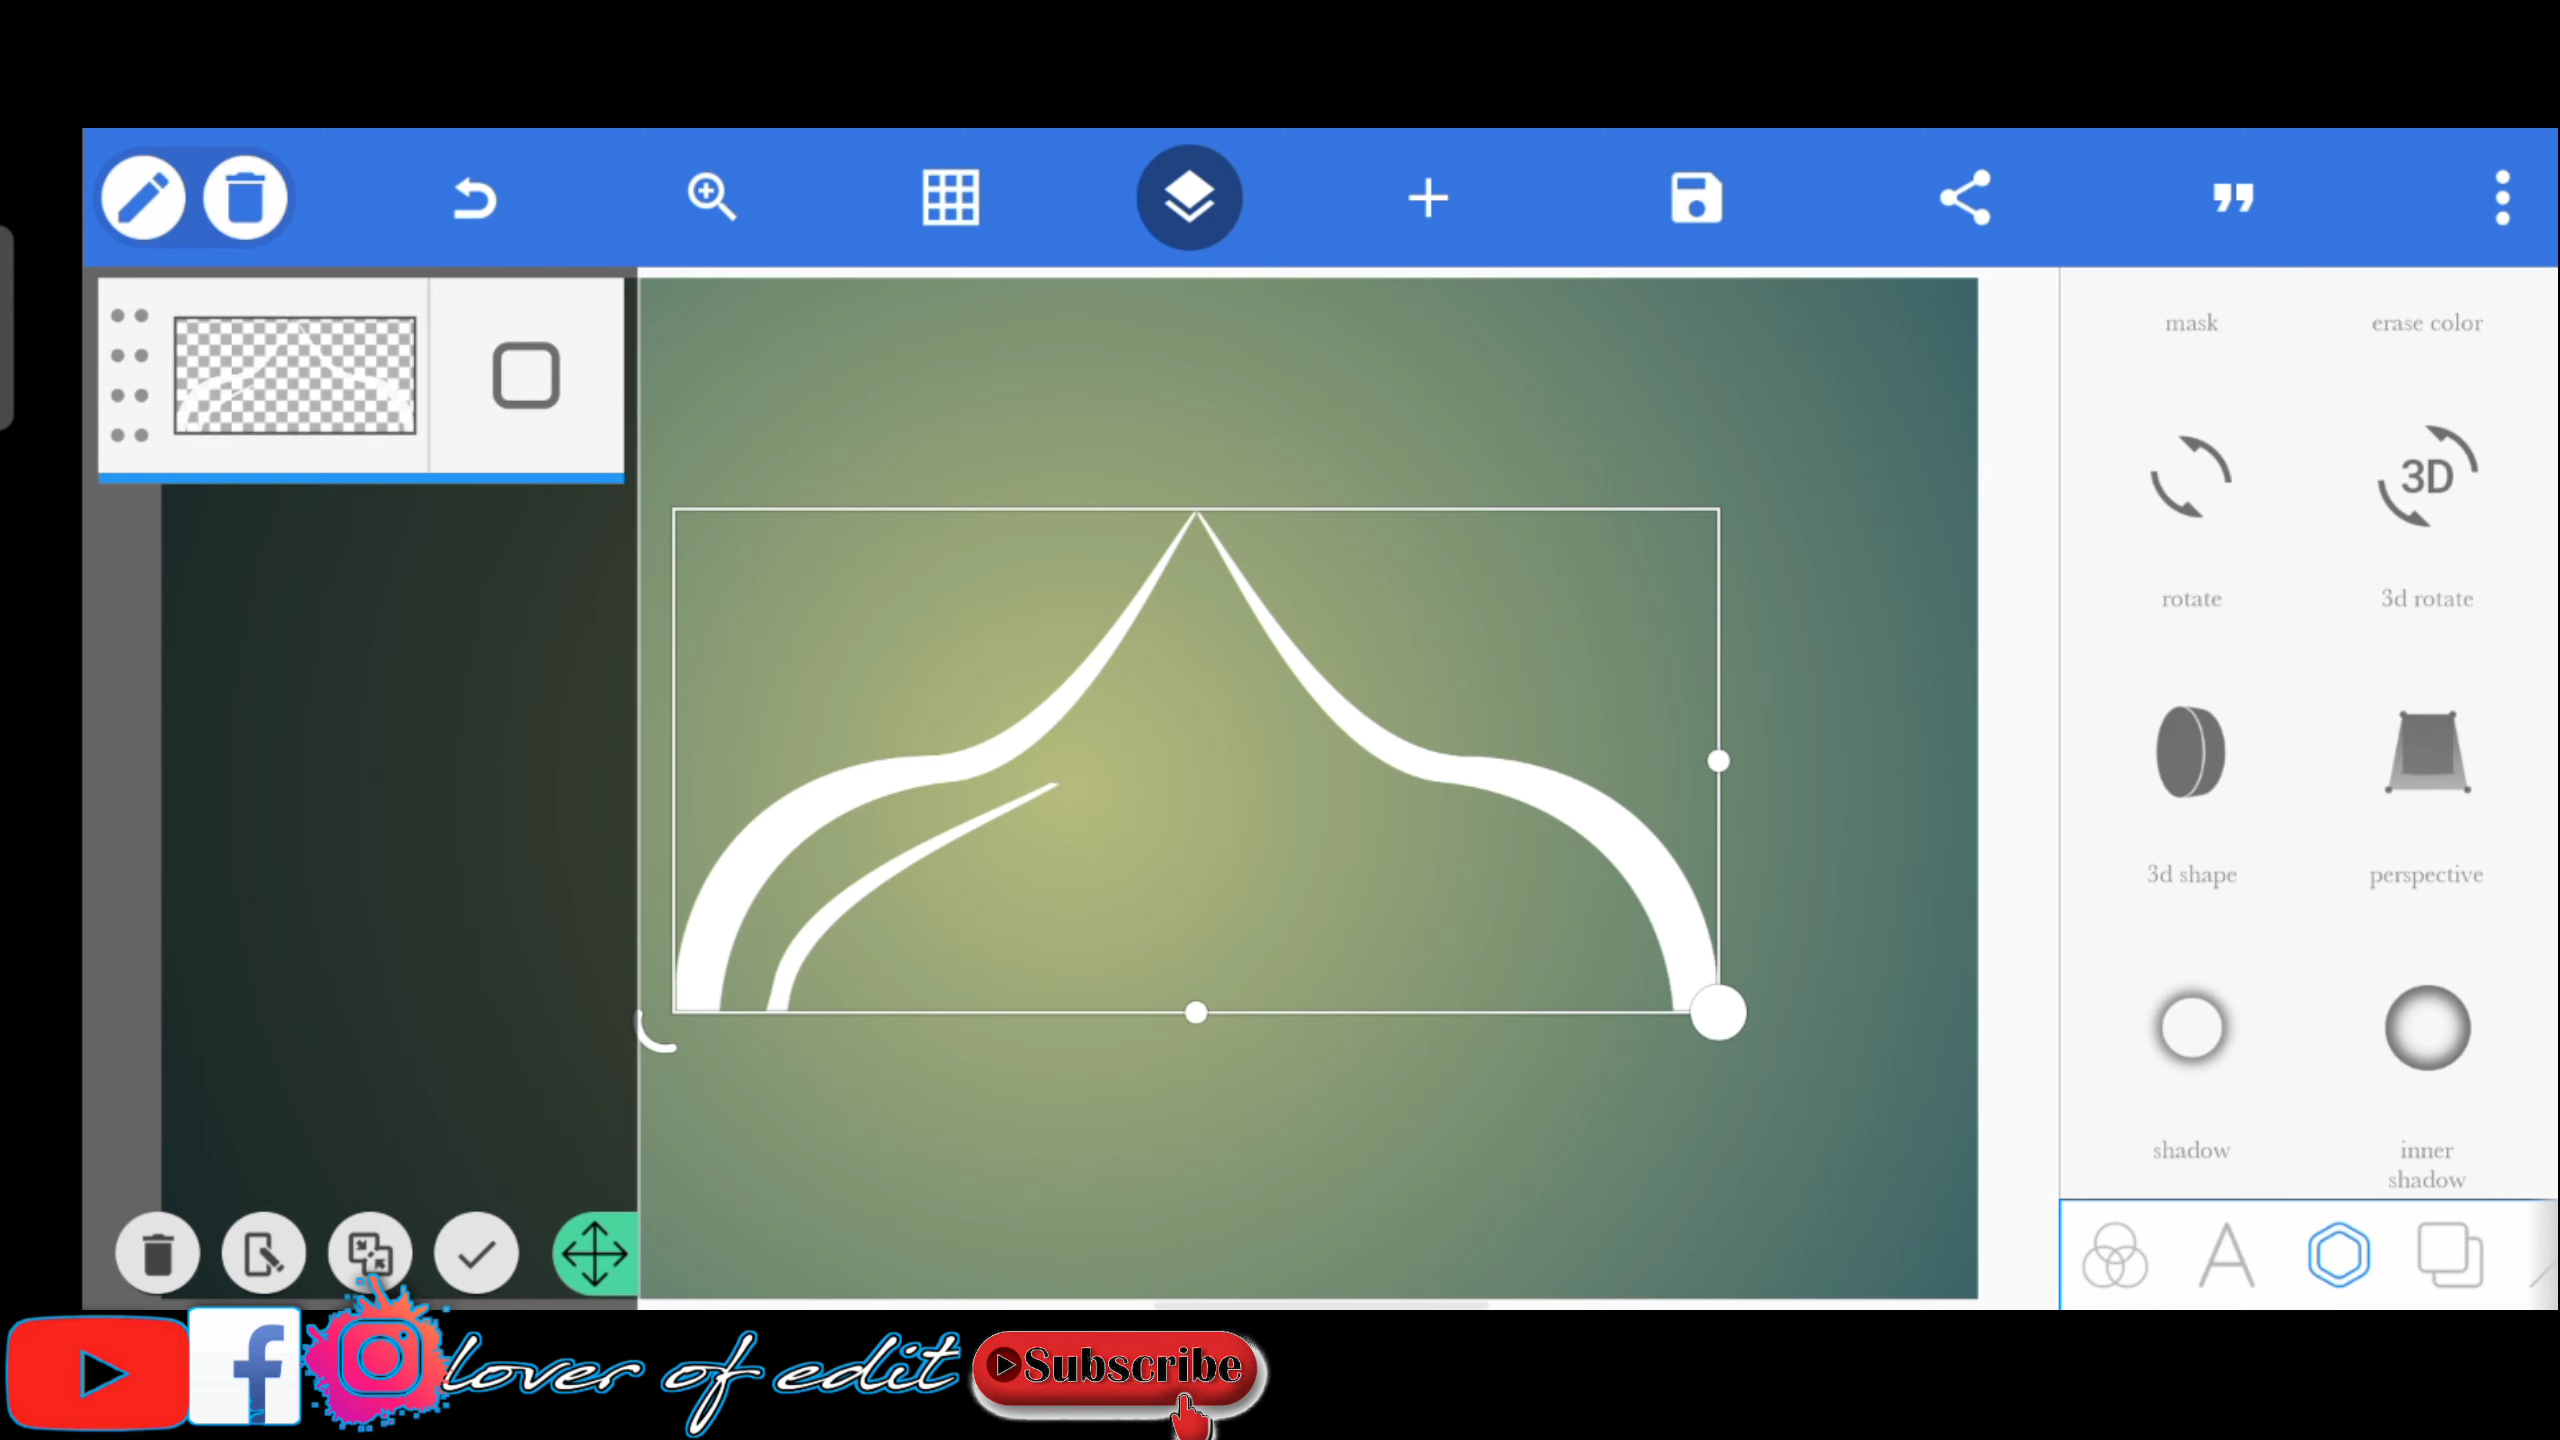 mask
erase color
3D
rotate
3d rotate
3d shape
perspective
shadow
inner
shadow
lover of edit
Subscribe